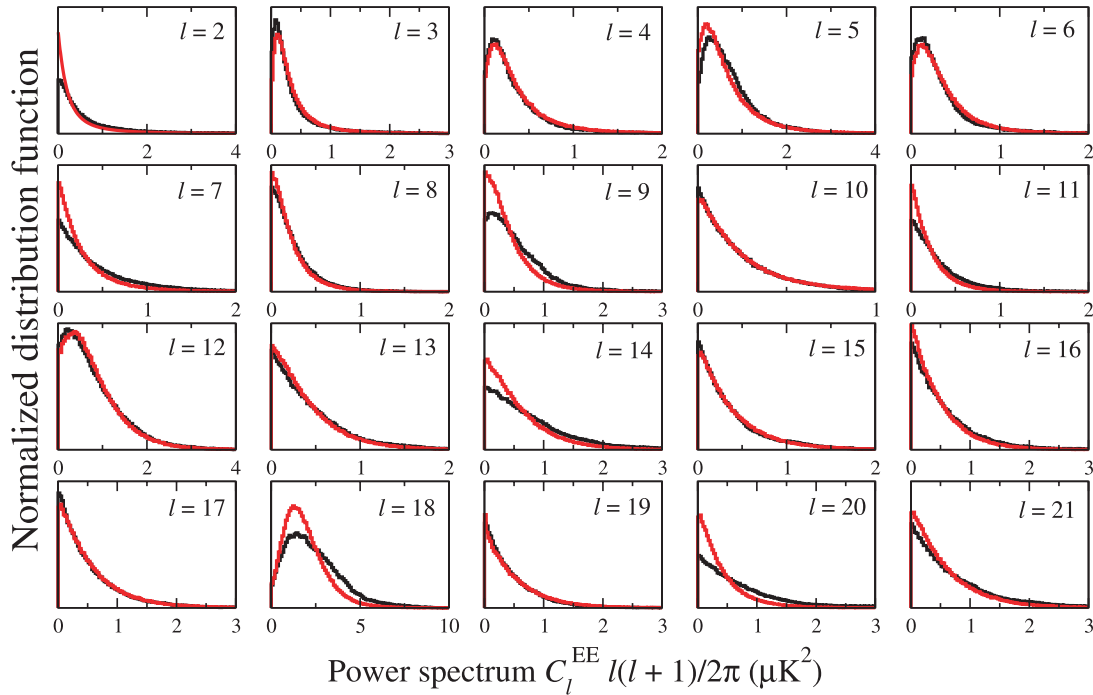 Normalized distribution function
l = 2
l = 3
l = 4
l = 5
l = 6
0 2 4
0 1 2 3
0 1 2
0 2 4
0 1 2
l = 7
l = 8
l = 9
l = 10
l = 11
0 1 2
0 1 2
0 1 2 3
0 1
0 1 2
l = 12
l = 13
l = 14
l = 15
l = 16
0 2 4
0 1 2
0 1 2 3
0 1 2
0 1 2 3
l = 17
l = 18
l = 19
l = 20
l = 21
0 1 2 3
0 5 10
0 1 2 3
0 1 2 3
0 1 2 3
Power spectrum C_l^EE l(l + 1)/2π (μK²)